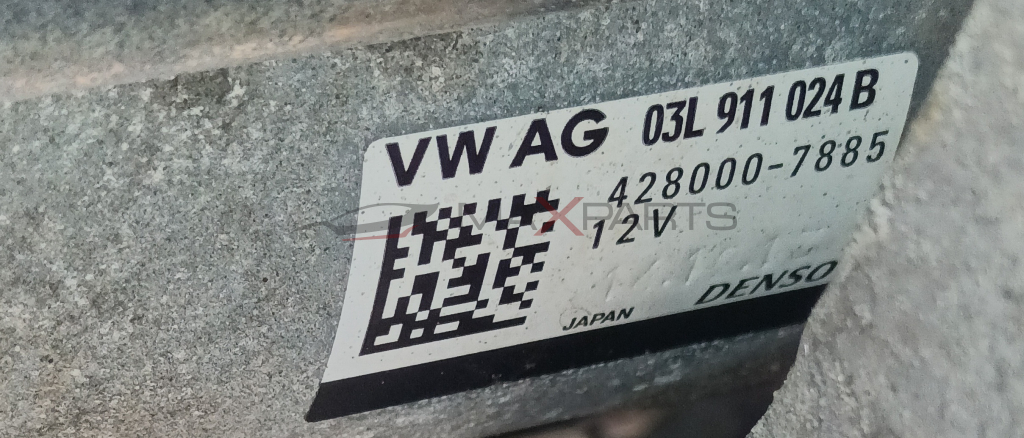 VW AG 03L 911 024 B
428000-7885
12V
DENSO
JAPAN
MAXPARTS